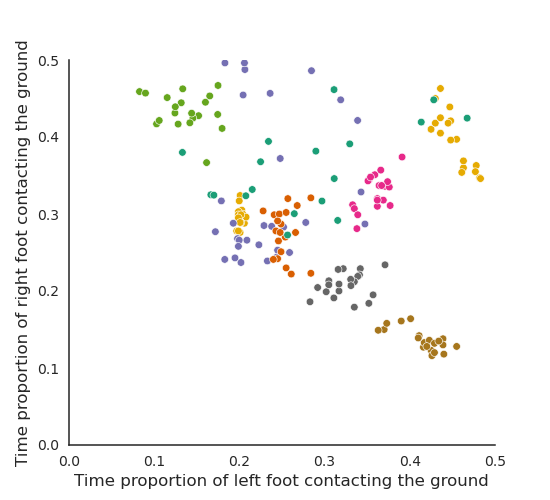 Time proportion of right foot contacting the ground
0.5
0.4
0.3
0.2
0.1
0.0
0.0 0.1 0.2 0.3 0.4 0.5
Time proportion of left foot contacting the ground